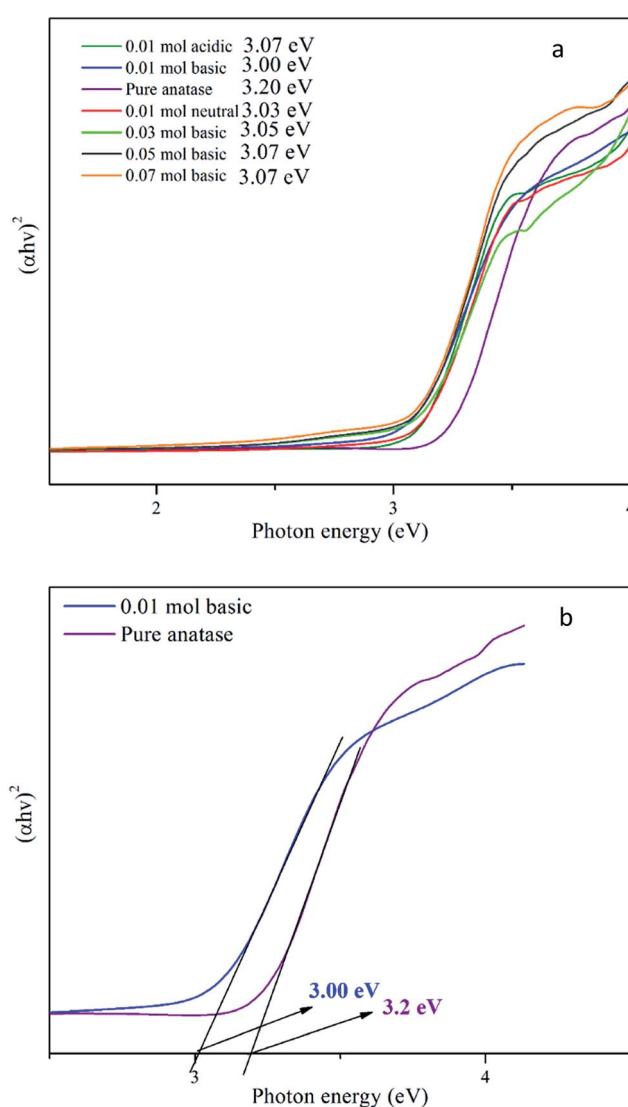 a
0.01 mol acidic 3.07 eV
0.01 mol basic 3.00 eV
Pure anatase 3.20 eV
0.01 mol neutral 3.03 eV
0.03 mol basic 3.05 eV
0.05 mol basic 3.07 eV
0.07 mol basic 3.07 eV
(αhν)²
2 3 4
Photon energy (eV)
b
0.01 mol basic
Pure anatase
(αhν)²
3.00 eV
3.2 eV
3 4
Photon energy (eV)